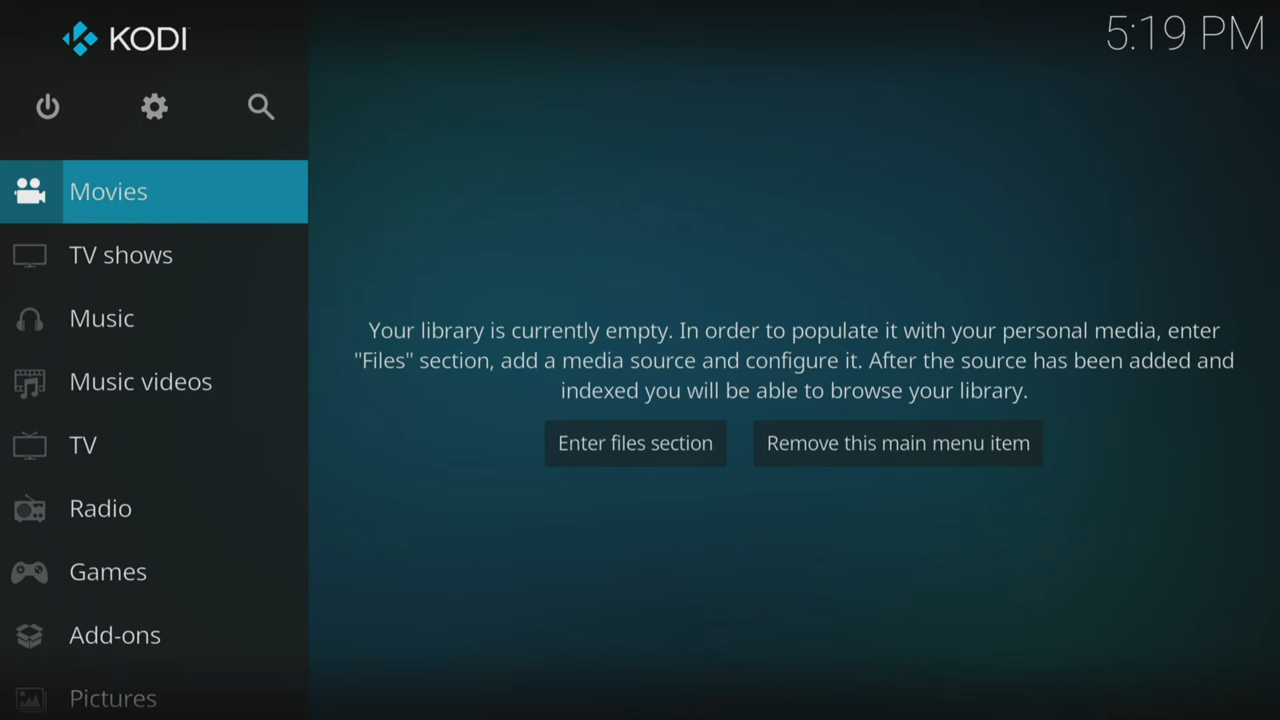 KODI
5:19 PM
Movies
TV shows
Music
Music videos
TV
Radio
Games
Add-ons
Pictures
Your library is currently empty. In order to populate it with your personal media, enter
"Files" section, add a media source and configure it. After the source has been added and
indexed you will be able to browse your library.
Enter files section
Remove this main menu item